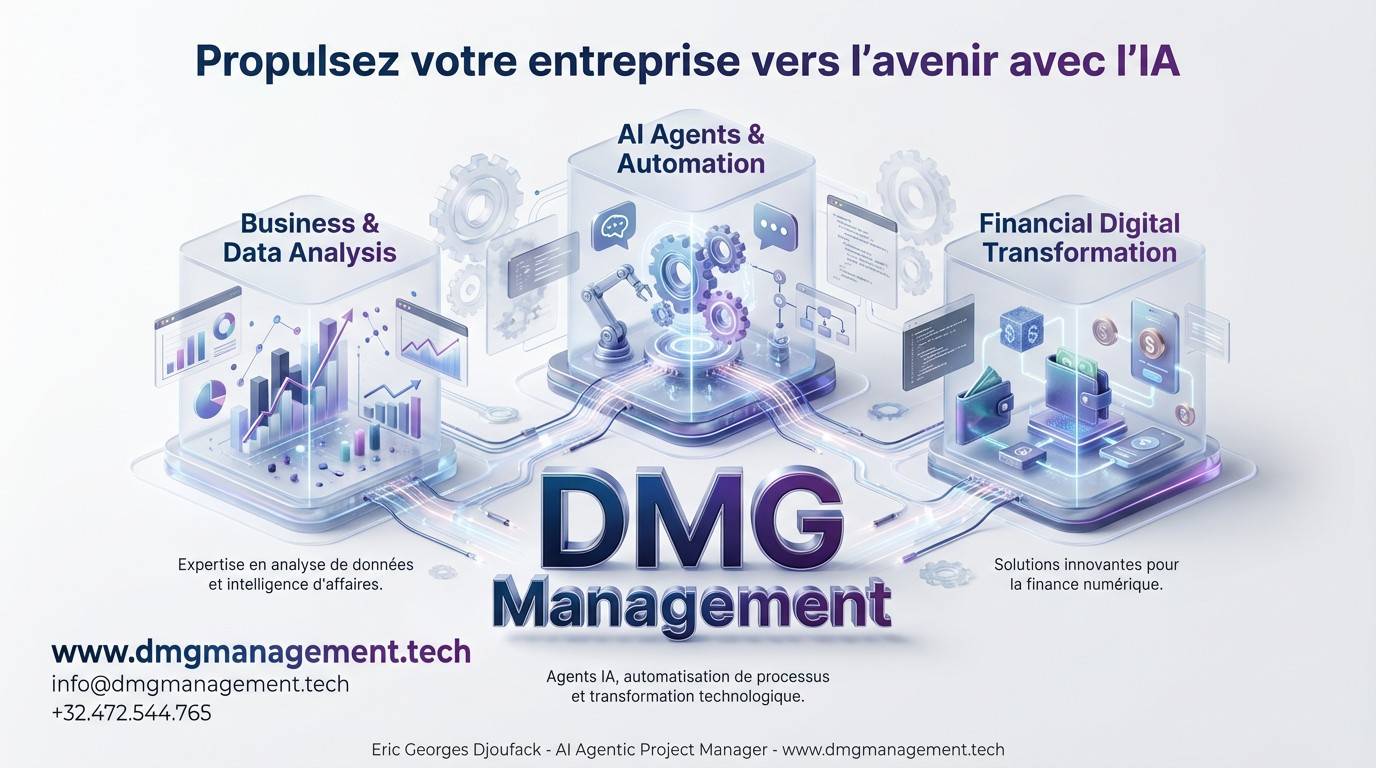 Propulsez votre entreprise vers l'avenir avec l'IA
AI Agents &
Automation
Business &
Data Analysis
Financial Digital
Transformation
DMG
Management
Expertise en analyse de données
et intelligence d'affaires.
Solutions innovantes pour
la finance numérique.
Agents IA, automatisation de processus
et transformation technologique.
www.dmgmanagement.tech
info@dmgmanagement.tech
+32.472.544.765
Eric Georges Djoufack - AI Agentic Project Manager - www.dmgmanagement.tech